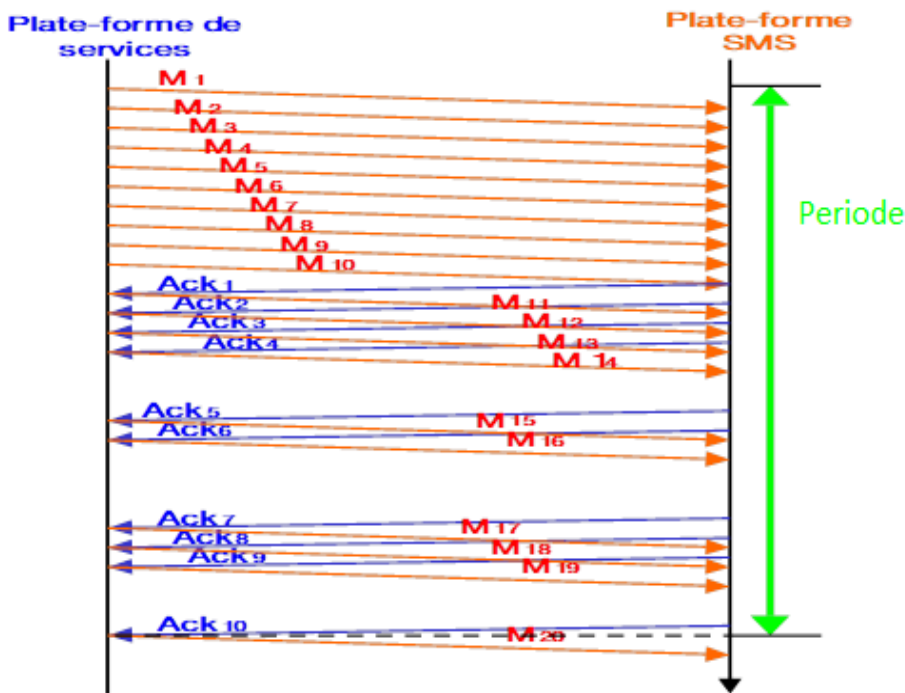 Plate-forme de
services
Plate-forme
SMS
M 1
M 2
M 3
M 4
M 5
M 6
M 7
M 8
M 9
M 10
Periode
Ack 1
M 11
Ack 2
M 12
Ack 3
M 13
Ack 4
M 14
Ack 5
M 15
Ack 6
M 16
Ack 7
M 17
Ack 8
M 18
Ack 9
M 19
Ack 10
M 20